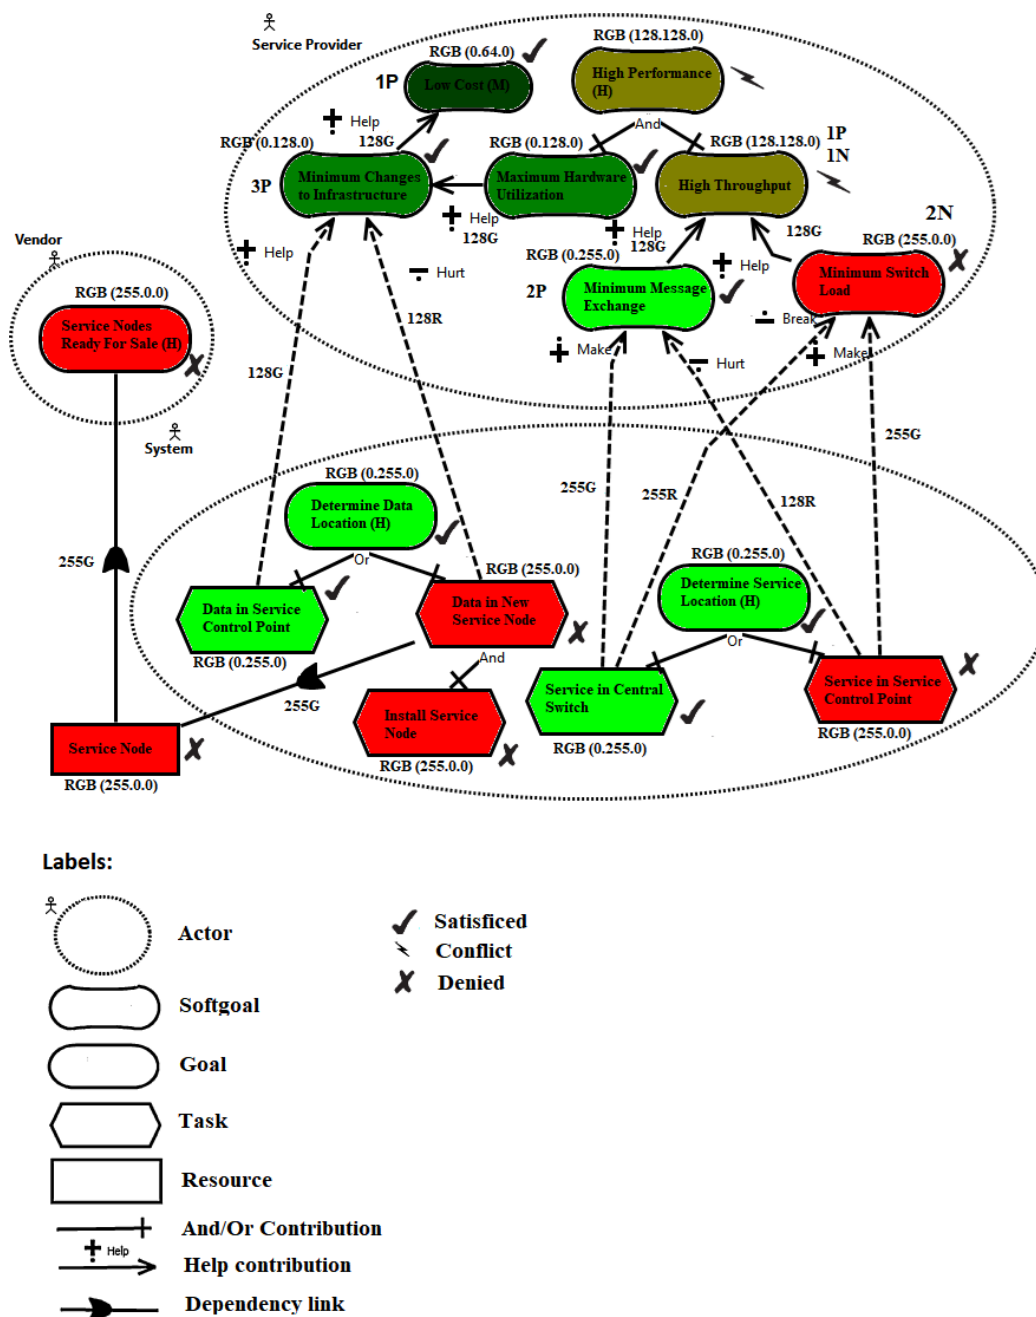 Service Provider
RGB (0.64.0)
RGB (128.128.0)
1P
Low Cost (M)
High Performance
(H)
Help
And
RGB (0.128.0)
128G
RGB (0.128.0)
RGB (128.128.0)
1P
1N
3P
Minimum Changes
to Infrastructure
Maximum Hardware
Utilization
High Throughput
Help
128G
Help
128G
128G
2N
Vendor
Help
RGB (0.255.0)
RGB (255.0.0)
Hurt
2P
Minimum Message
Exchange
Help
Minimum Switch
Load
RGB (255.0.0)
Service Nodes
Ready For Sale (H)
128R
Break
Make
Hurt
Make
128G
System
RGB (0.255.0)
255G
255G
255R
128R
Determine Data
Location (H)
Or
RGB (255.0.0)
RGB (0.255.0)
255G
Determine Service
Location (H)
Data in Service
Control Point
Data in New
Service Node
RGB (0.255.0)
And
Or
255G
Service in Central
Switch
Service in Service
Control Point
Install Service
Node
Service Node
RGB (255.0.0)
RGB (0.255.0)
RGB (255.0.0)
RGB (255.0.0)
Labels:
Actor
Satisficed
Conflict
Denied
Softgoal
Goal
Task
Resource
And/Or Contribution
Help
Help contribution
Dependency link